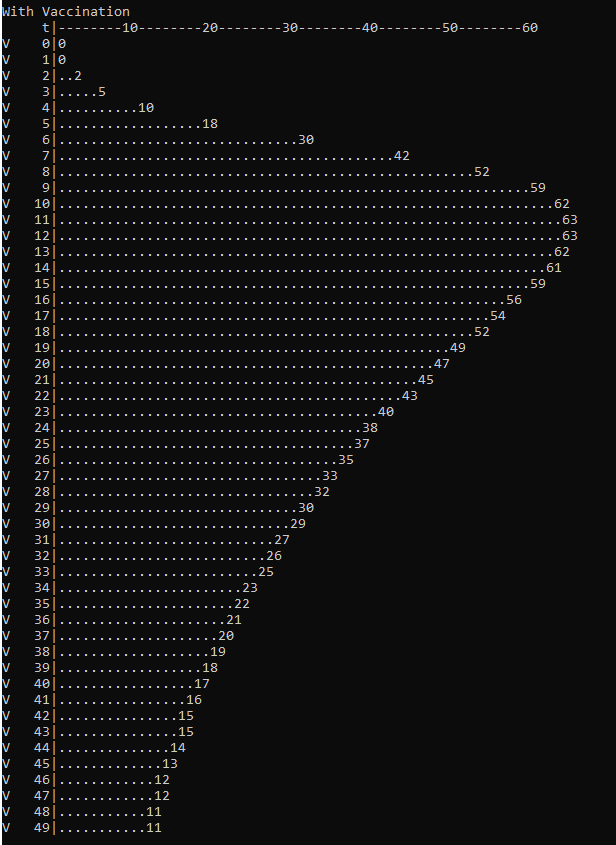 With Vaccination
     t|--------10--------20--------30--------40--------50--------60
V    0|0
V    1|0
V    2|..2
V    3|.....5
V    4|..........10
V    5|..................18
V    6|..............................30
V    7|..........................................42
V    8|....................................................52
V    9|...........................................................59
V   10|..............................................................62
V   11|...............................................................63
V   12|...............................................................63
V   13|..............................................................62
V   14|.............................................................61
V   15|...........................................................59
V   16|........................................................56
V   17|......................................................54
V   18|....................................................52
V   19|.................................................49
V   20|...............................................47
V   21|.............................................45
V   22|...........................................43
V   23|........................................40
V   24|......................................38
V   25|.....................................37
V   26|...................................35
V   27|.................................33
V   28|................................32
V   29|..............................30
V   30|.............................29
V   31|...........................27
V   32|..........................26
V   33|.........................25
V   34|.......................23
V   35|......................22
V   36|.....................21
V   37|....................20
V   38|...................19
V   39|..................18
V   40|.................17
V   41|................16
V   42|...............15
V   43|...............15
V   44|..............14
V   45|.............13
V   46|............12
V   47|............12
V   48|...........11
V   49|...........11